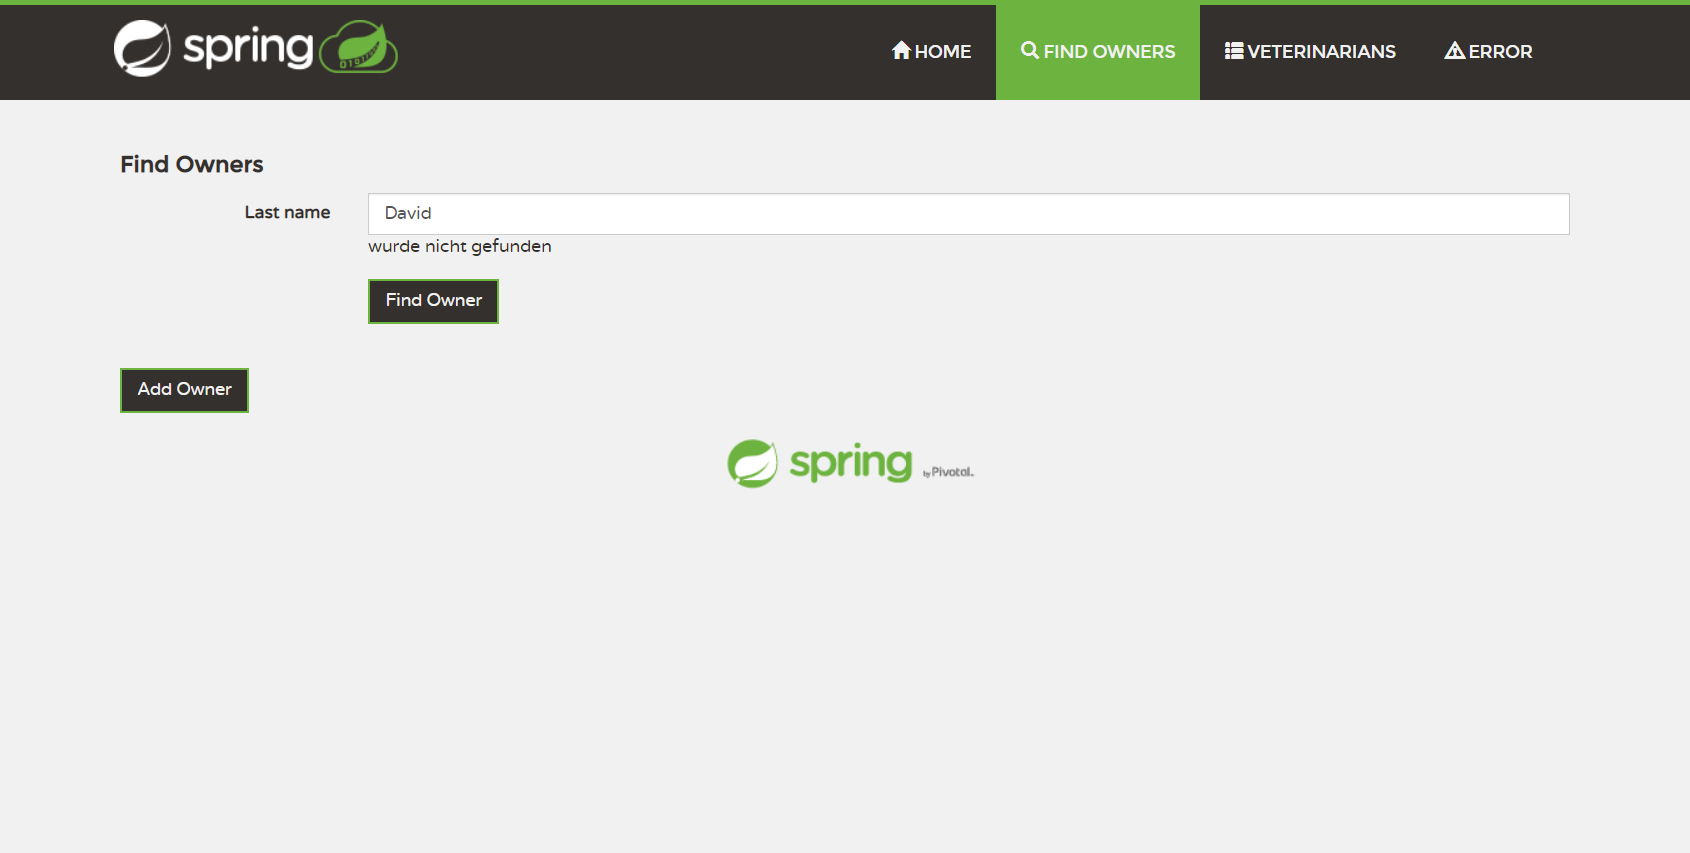 spring
HOME
FIND OWNERS
VETERINARIANS
ERROR
Find Owners
Last name
David
wurde nicht gefunden
Find Owner
Add Owner
spring by Pivotal